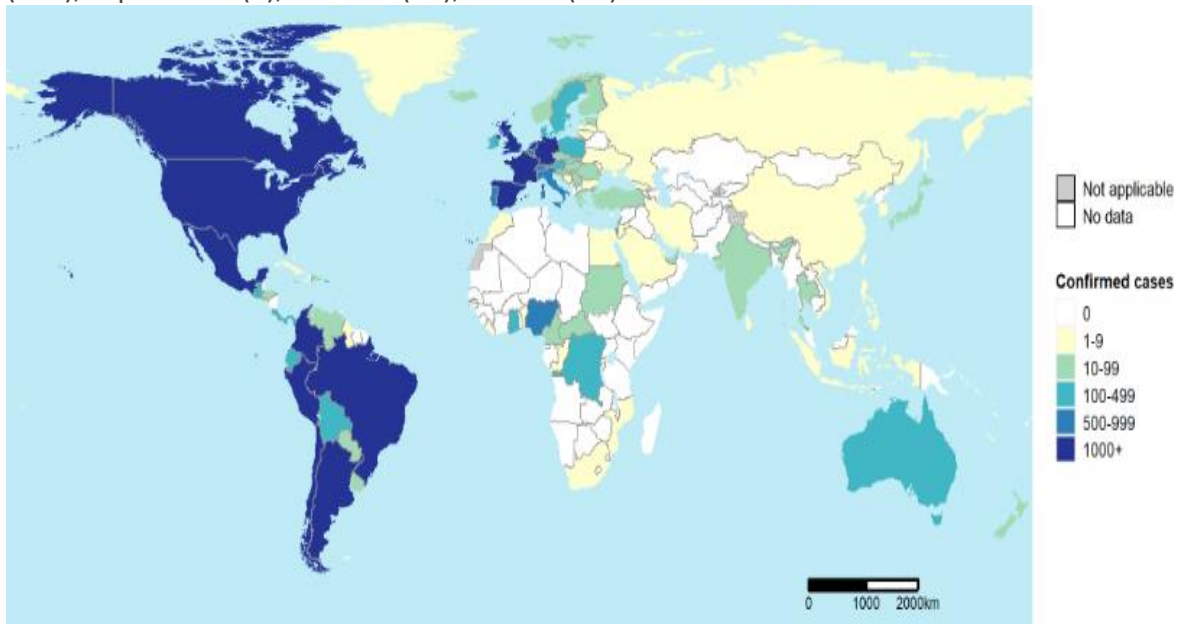 Not applicable
No data
Confirmed cases
0
1-9
10-99
100-499
500-999
1000+
0 1000 2000km